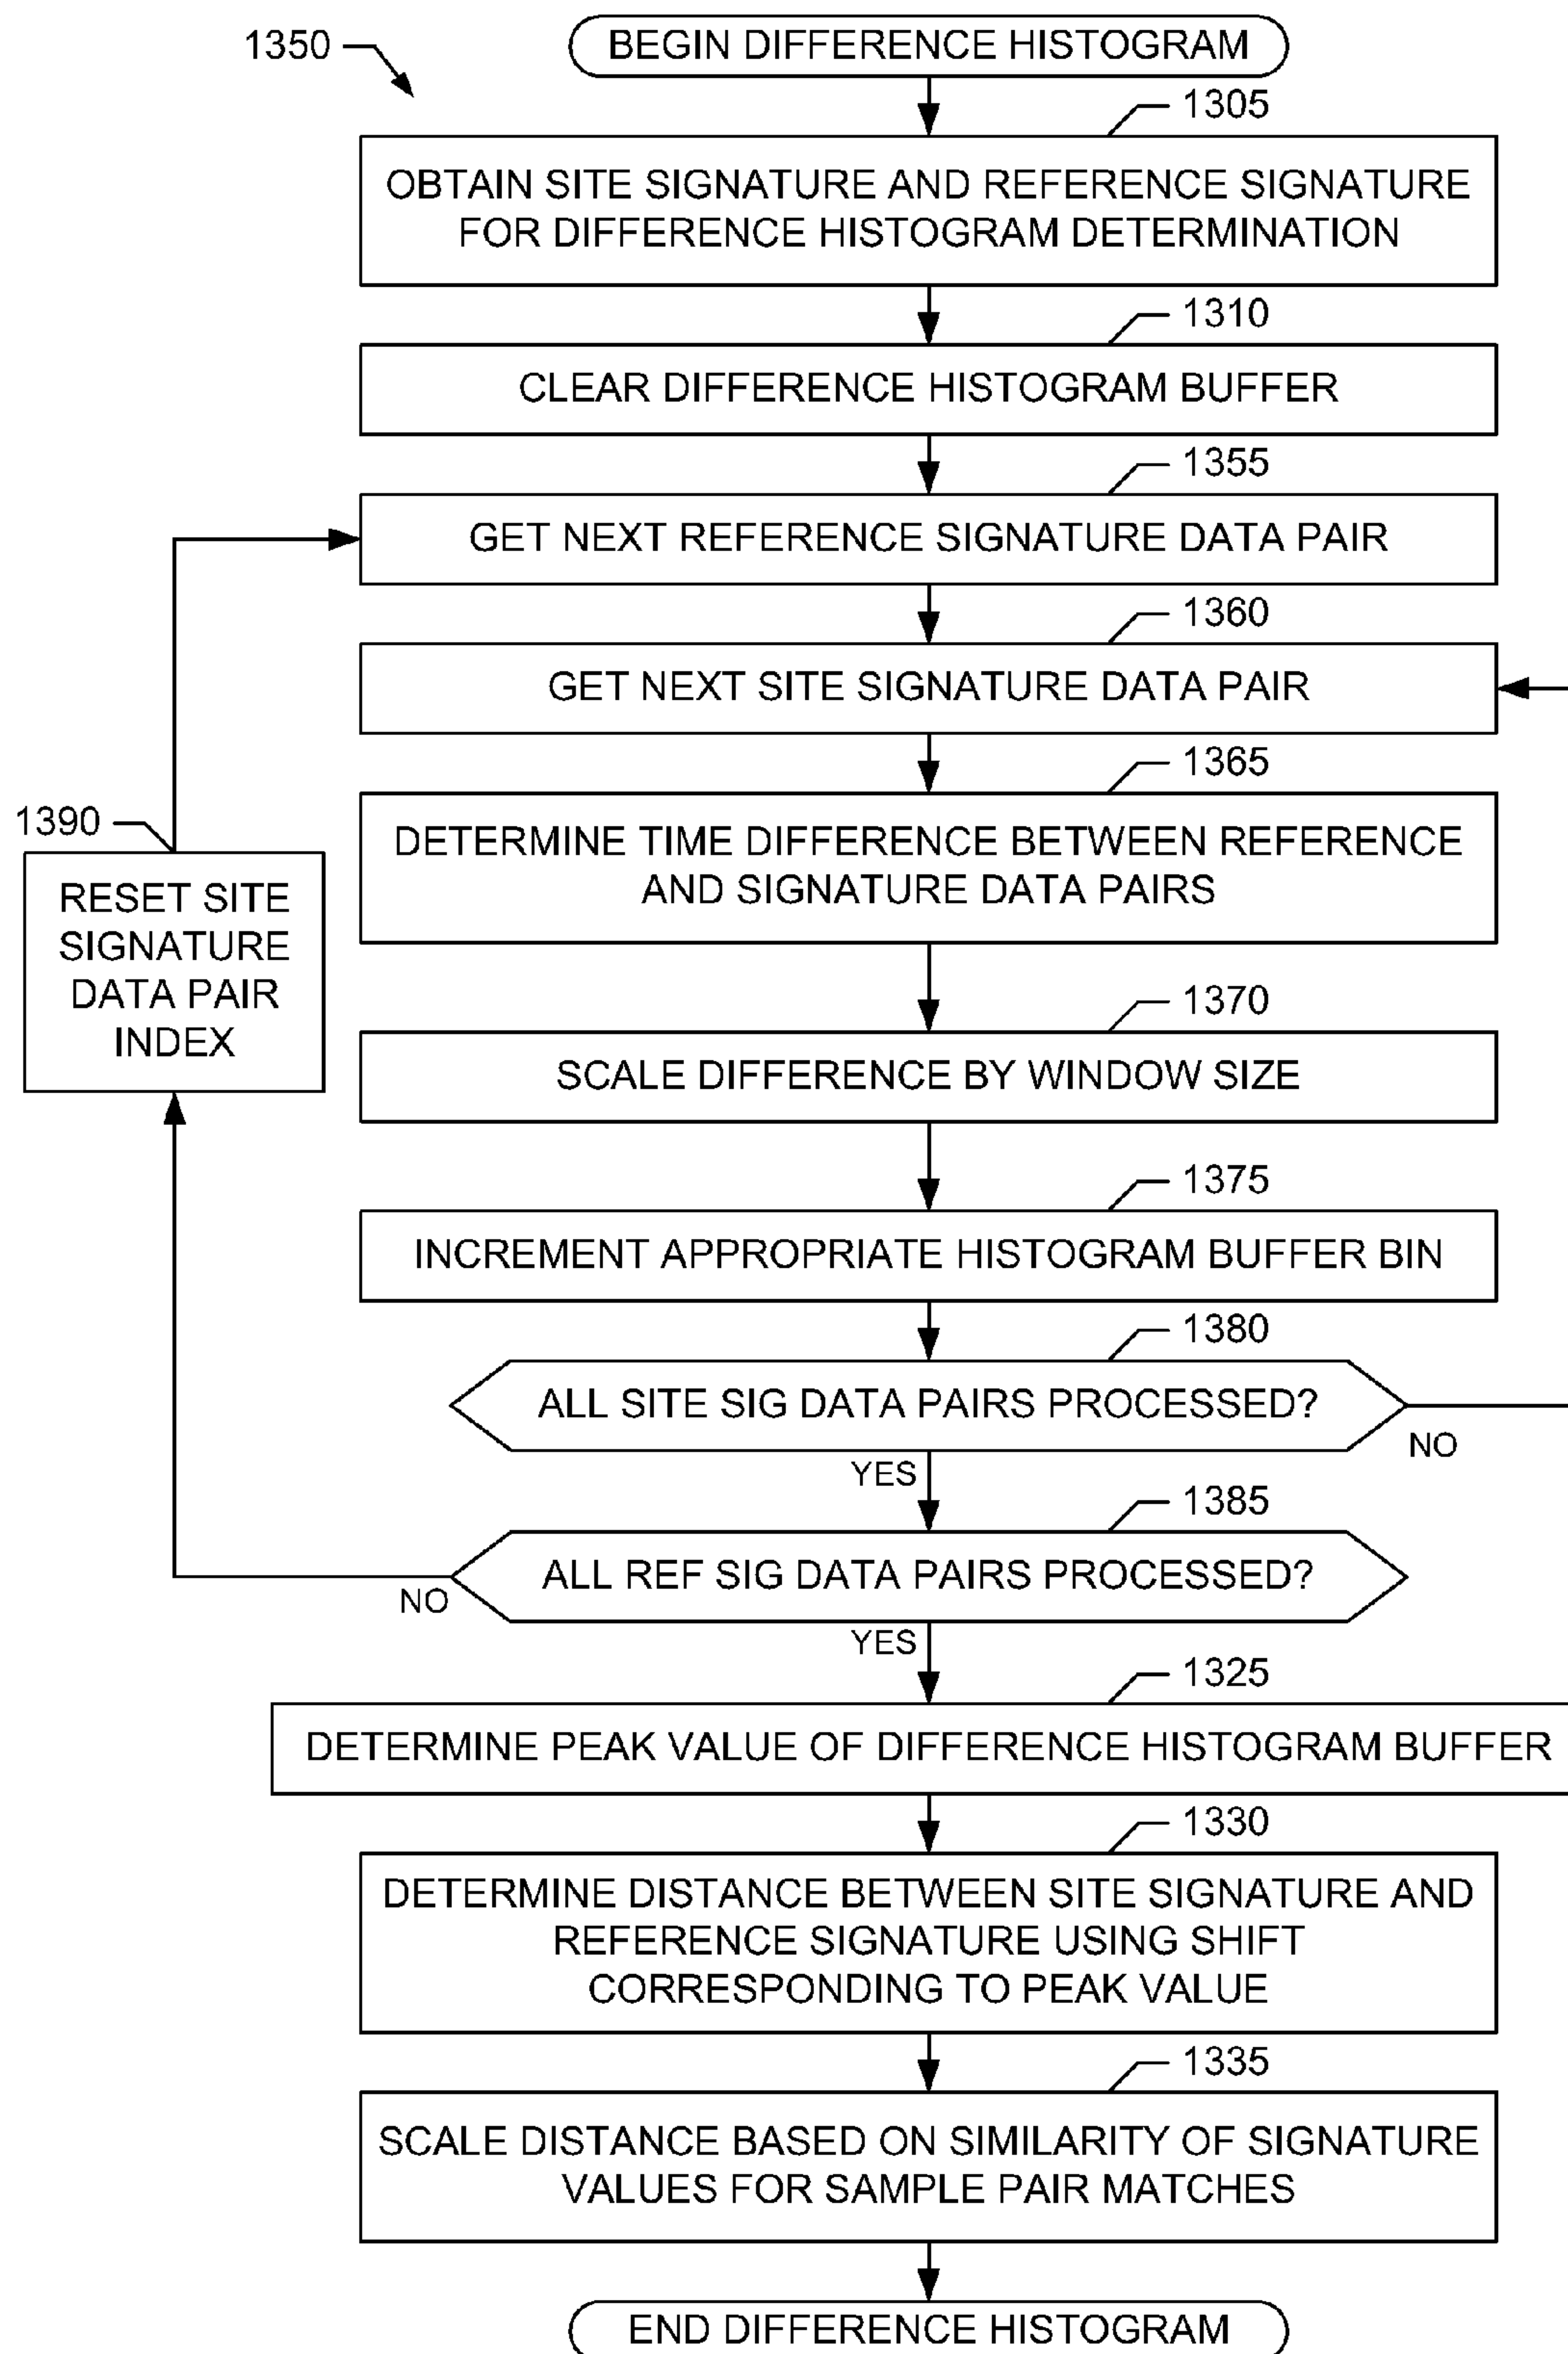 1350
BEGIN DIFFERENCE HISTOGRAM
1305
OBTAIN SITE SIGNATURE AND REFERENCE SIGNATURE
FOR DIFFERENCE HISTOGRAM DETERMINATION
1310
CLEAR DIFFERENCE HISTOGRAM BUFFER
1355
GET NEXT REFERENCE SIGNATURE DATA PAIR
1360
GET NEXT SITE SIGNATURE DATA PAIR
1365
DETERMINE TIME DIFFERENCE BETWEEN REFERENCE
AND SIGNATURE DATA PAIRS
1390
RESET SITE
SIGNATURE
DATA PAIR
INDEX
1370
SCALE DIFFERENCE BY WINDOW SIZE
1375
INCREMENT APPROPRIATE HISTOGRAM BUFFER BIN
1380
ALL SITE SIG DATA PAIRS PROCESSED?
NO
YES
1385
ALL REF SIG DATA PAIRS PROCESSED?
NO
YES
1325
DETERMINE PEAK VALUE OF DIFFERENCE HISTOGRAM BUFFER
1330
DETERMINE DISTANCE BETWEEN SITE SIGNATURE AND
REFERENCE SIGNATURE USING SHIFT
CORRESPONDING TO PEAK VALUE
1335
SCALE DISTANCE BASED ON SIMILARITY OF SIGNATURE
VALUES FOR SAMPLE PAIR MATCHES
END DIFFERENCE HISTOGRAM